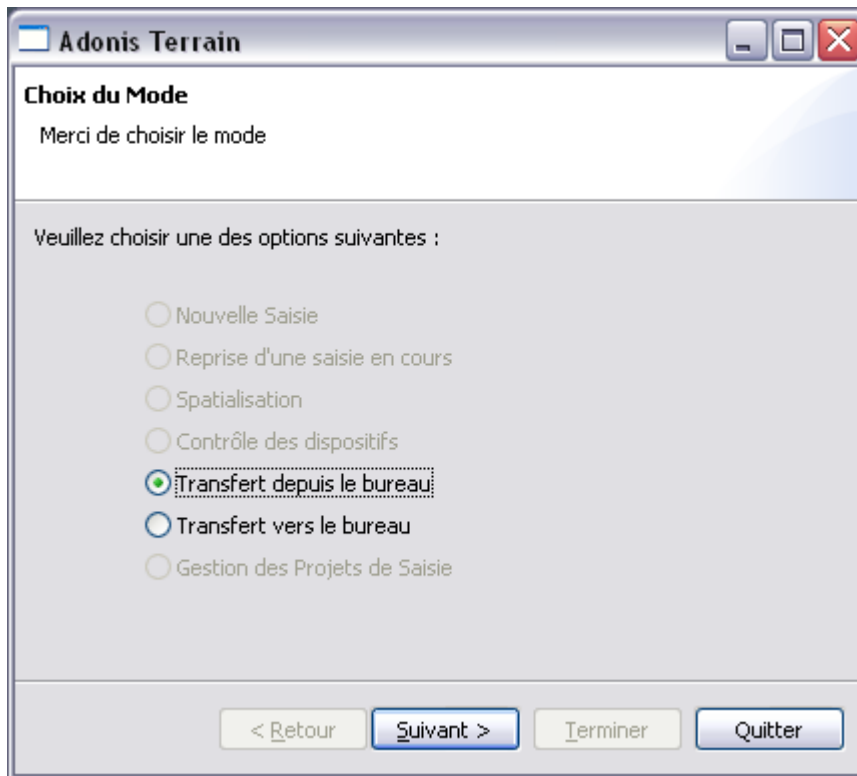 Adonis Terrain
Choix du Mode
Merci de choisir le mode
Veuillez choisir une des options suivantes :
Nouvelle Saisie
Reprise d'une saisie en cours
Spatialisation
Contrôle des dispositifs
Transfert depuis le bureau
Transfert vers le bureau
Gestion des Projets de Saisie
< Retour Suivant > Terminer Quitter